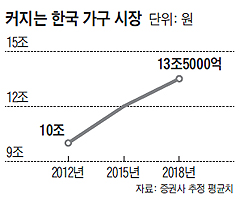 커지는 한국 가구 시장 단위: 원
15조
13조5000억
12조
10조
9조
2012년 2015년 2018년
자료: 증권사 추정 평균치